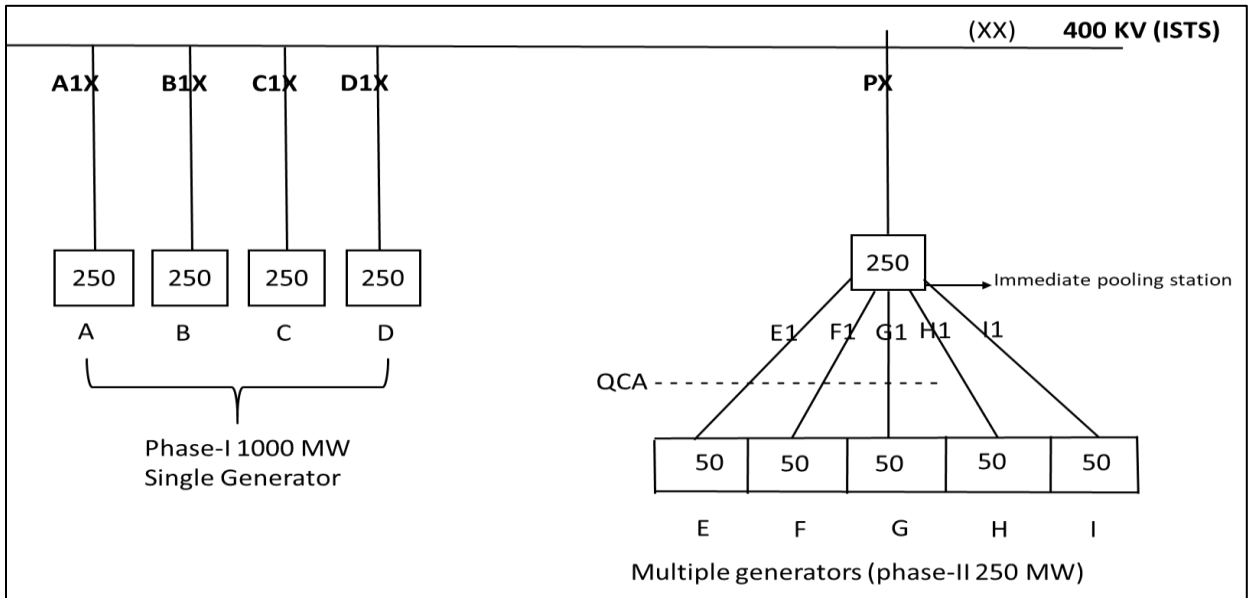 (XX) 400 KV (ISTS)
A1X B1X C1X D1X PX
250 250 250 250
250
Immediate pooling station
A B C D
E1 F1 G1 H1 I1
QCA
Phase-I 1000 MW
Single Generator
50 50 50 50 50
E F G H I
Multiple generators (phase-II 250 MW)